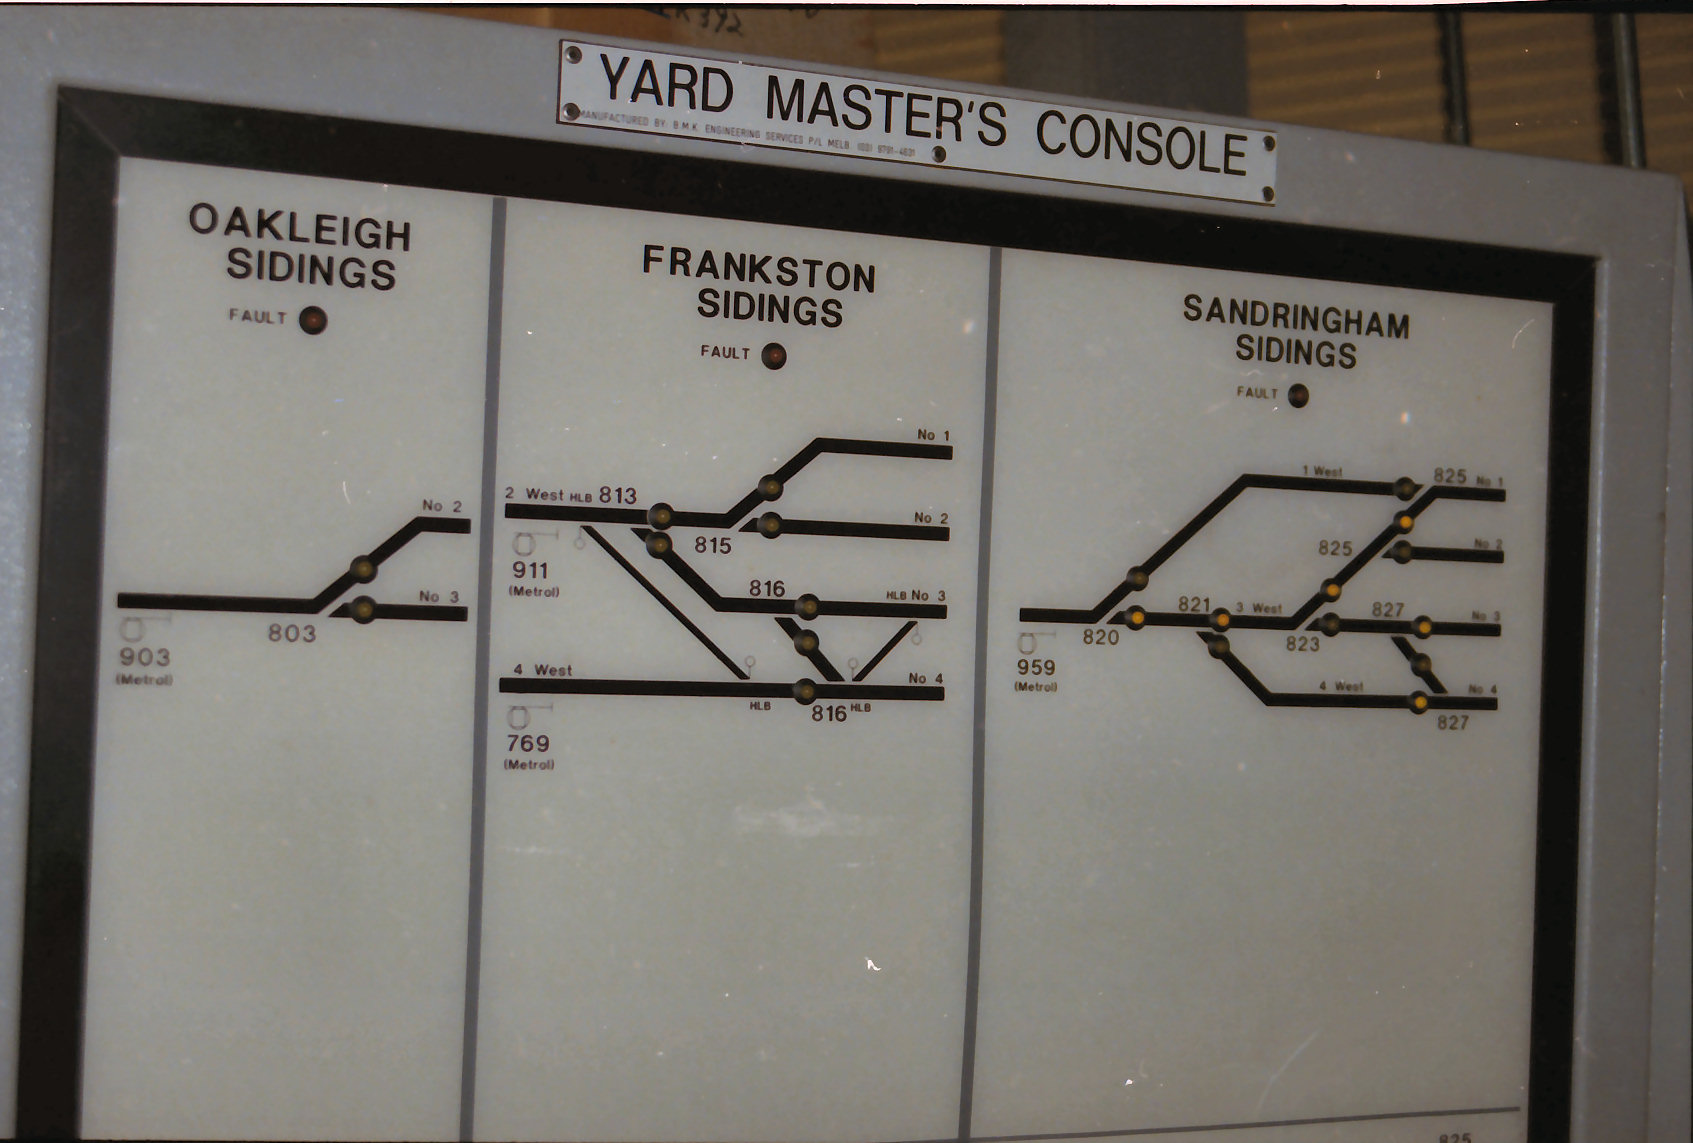 YARD MASTER'S CONSOLE
MANUFACTURED BY: B.M.K. ENGINEERING SERVICES P/L MELB. (03) 9791-4631
OAKLEIGH
SIDINGS
FAULT
No 2
No 3
803
903
(Metrol)
FRANKSTON
SIDINGS
FAULT
No 1
2 West HLB 813
No 2
815
911
(Metrol)
816
HLB No 3
4 West
No 4
HLB
816 HLB
769
(Metrol)
SANDRINGHAM
SIDINGS
FAULT
1 West
825 No 1
825
No 2
821
3 West
827
No 3
820
823
959
(Metrol)
4 West
No 4
827
825